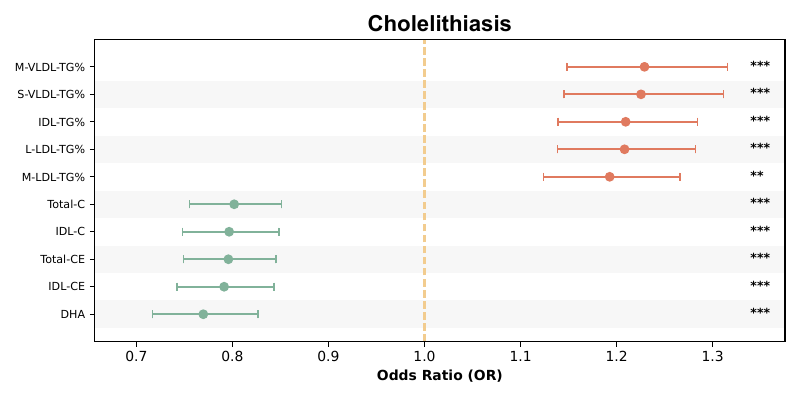 Cholelithiasis
M-VLDL-TG% ***
S-VLDL-TG% ***
IDL-TG% ***
L-LDL-TG% ***
M-LDL-TG% **
Total-C ***
IDL-C ***
Total-CE ***
IDL-CE ***
DHA ***
0.7 0.8 0.9 1.0 1.1 1.2 1.3
Odds Ratio (OR)